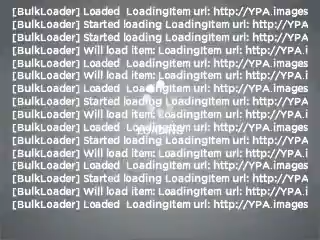 [BulkLoader] Loaded  LoadingItem url: http://YPA.images
[BulkLoader] Started loading LoadingItem url: http://YPA
[BulkLoader] Loaded  LoadingItem url: http://YPA.images
[BulkLoader] Will load item: LoadingItem url: http://YPA.i
[BulkLoader] Loaded  LoadingItem url: http://YPA.images
[BulkLoader] Will load item: LoadingItem url: http://YPA.i
[BulkLoader] Loaded  LoadingItem url: http://YPA.images
[BulkLoader] Started loading LoadingItem url: http://YPA
[BulkLoader] Will load item: LoadingItem url: http://YPA.i
[BulkLoader] Loaded  LoadingItem url: http://YPA.images
[BulkLoader] Started loading LoadingItem url: http://YPA
[BulkLoader] Will load item: LoadingItem url: http://YPA.i
[BulkLoader] Loaded  LoadingItem url: http://YPA.images
[BulkLoader] Started loading LoadingItem url: http://YPA
[BulkLoader] Will load item: LoadingItem url: http://YPA.i
[BulkLoader] Loaded  LoadingItem url: http://YPA.images